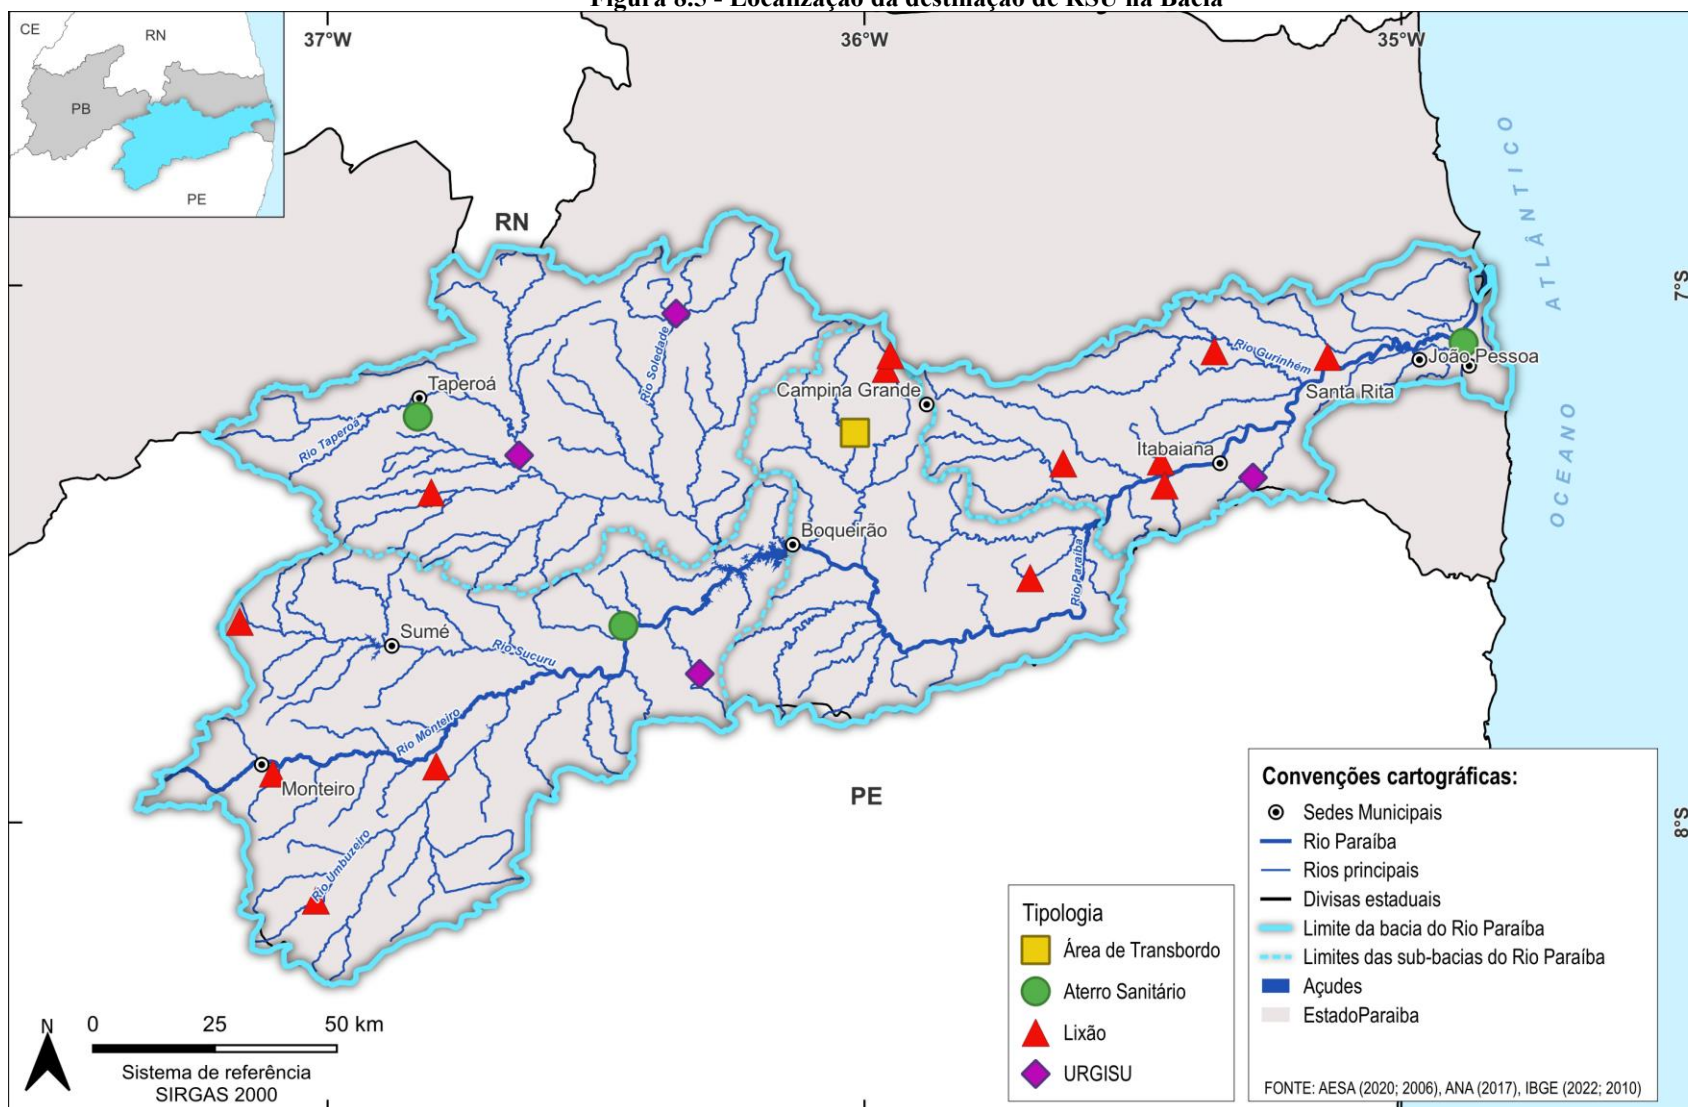 Figura 8.5 - Localização da destinação de RSU na Bacia
CE
RN
PB
PE
37°W
36°W
35°W
7°S
8°S
RN
PE
OCEANO ATLÂNTICO
Taperoá
Rio Taperoá
Rio Soledade
Campina Grande
Rio Gurinhém
João Pessoa
Santa Rita
Itabaiana
Boqueirão
Rio Paraíba
Sumé
Rio Sucuru
Rio Monteiro
Monteiro
Rio Umbuzeiro
N
0 25 50 km
Sistema de referência
SIRGAS 2000
Tipologia
Área de Transbordo
Aterro Sanitário
Lixão
URGISU
Convenções cartográficas:
Sedes Municipais
Rio Paraíba
Rios principais
Divisas estaduais
Limite da bacia do Rio Paraíba
Limites das sub-bacias do Rio Paraíba
Açudes
EstadoParaiba
FONTE: AESA (2020; 2006), ANA (2017), IBGE (2022; 2010)